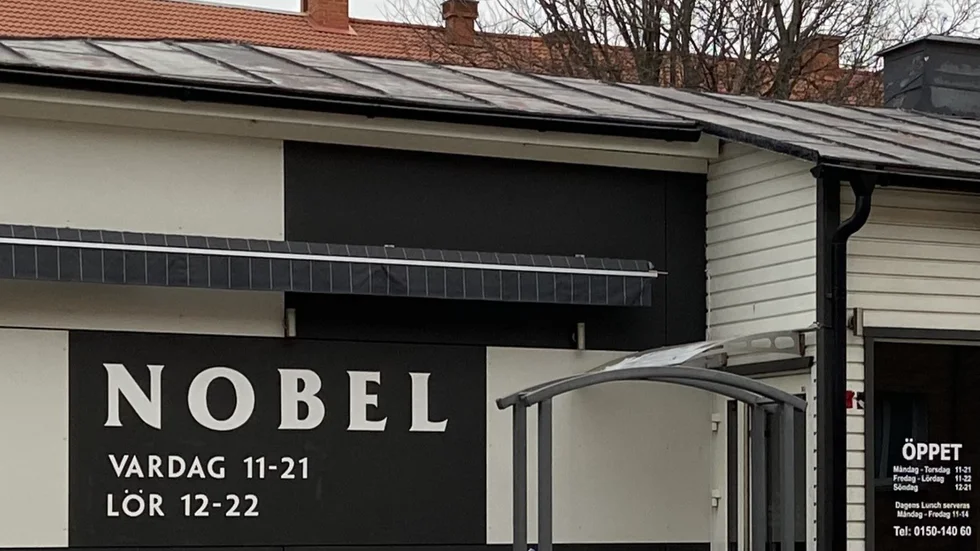 NOBEL
VARDAG 11-21
LÖR 12-22
ÖPPET
Måndag - Torsdag 11-21
Fredag - Lördag 11-22
Söndag 12-21
Dagens Lunch serveras
Måndag - Fredag 11-14
Tel: 0150-140 60